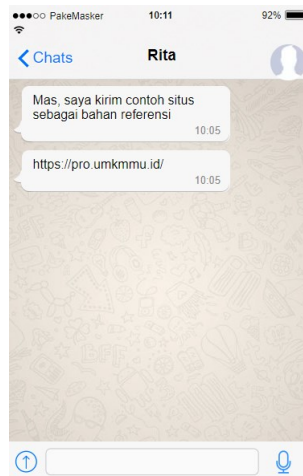 PakeMasker 10:11 92%
Chats Rita
Mas, saya kirim contoh situs
sebagai bahan referensi
10:05
https://pro.umkmmu.id/
10:05